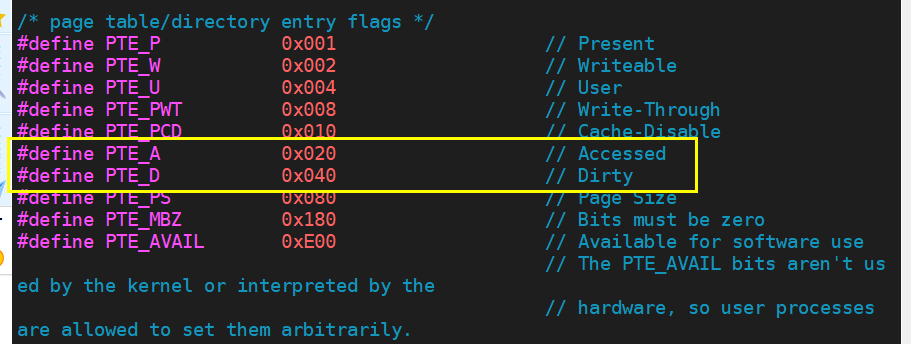 /* page table/directory entry flags */
#define PTE_P 0x001 // Present
#define PTE_W 0x002 // Writeable
#define PTE_U 0x004 // User
#define PTE_PWT 0x008 // Write-Through
#define PTE_PCD 0x010 // Cache-Disable
#define PTE_A 0x020 // Accessed
#define PTE_D 0x040 // Dirty
#define PTE_PS 0x080 // Page Size
#define PTE_MBZ 0x180 // Bits must be zero
#define PTE_AVAIL 0xE00 // Available for software use
// The PTE_AVAIL bits aren't us
ed by the kernel or interpreted by the
// hardware, so user processes
are allowed to set them arbitrarily.